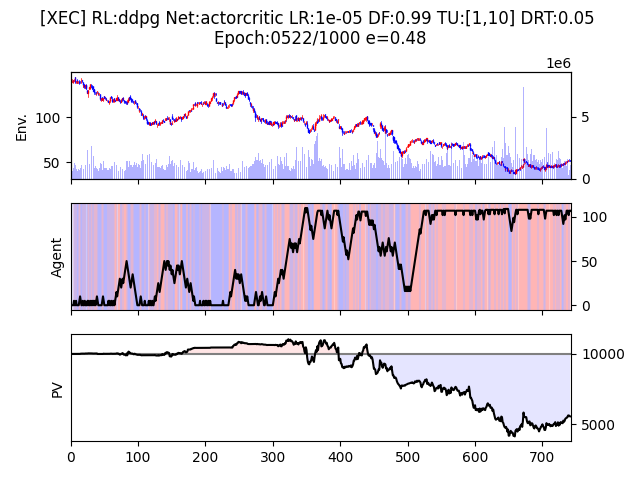 [XEC] RL:ddpg Net:actorcritic LR:1e-05 DF:0.99 TU:[1,10] DRT:0.05
Epoch:0522/1000 e=0.48
1e6
Env.
100
50
5
0
Agent
100
50
0
PV
10000
5000
0 100 200 300 400 500 600 700